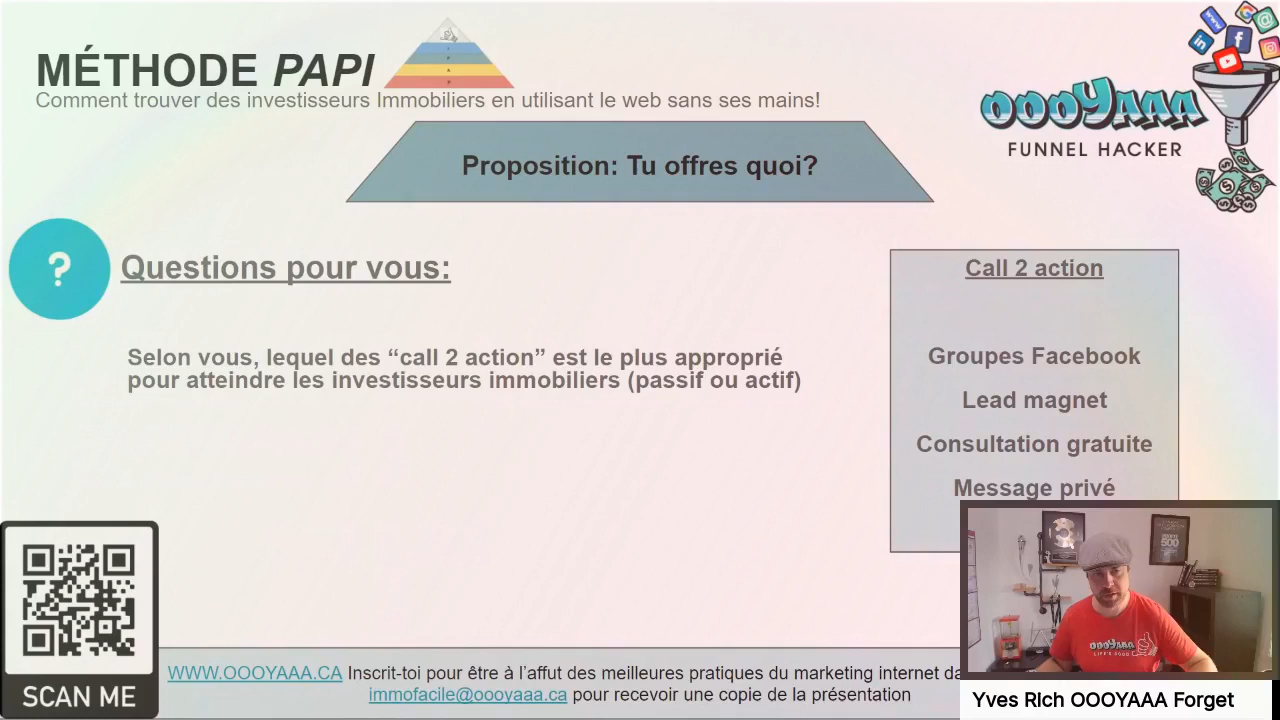 MÉTHODE PAPI
Comment trouver des investisseurs Immobiliers en utilisant le web sans ses mains!
OOOYAAA
FUNNEL HACKER
Proposition: Tu offres quoi?
?
Questions pour vous:
Selon vous, lequel des “call 2 action” est le plus approprié
pour atteindre les investisseurs immobiliers (passif ou actif)
Call 2 action
Groupes Facebook
Lead magnet
Consultation gratuite
Message privé
SCAN ME
WWW.OOOYAAA.CA Inscrit-toi pour être à l’affut des meilleures pratiques du marketing internet da
immofacile@oooyaaa.ca pour recevoir une copie de la présentation
OOOYAAA
LIFE'S GOOD
Yves RIch OOOYAAA Forget